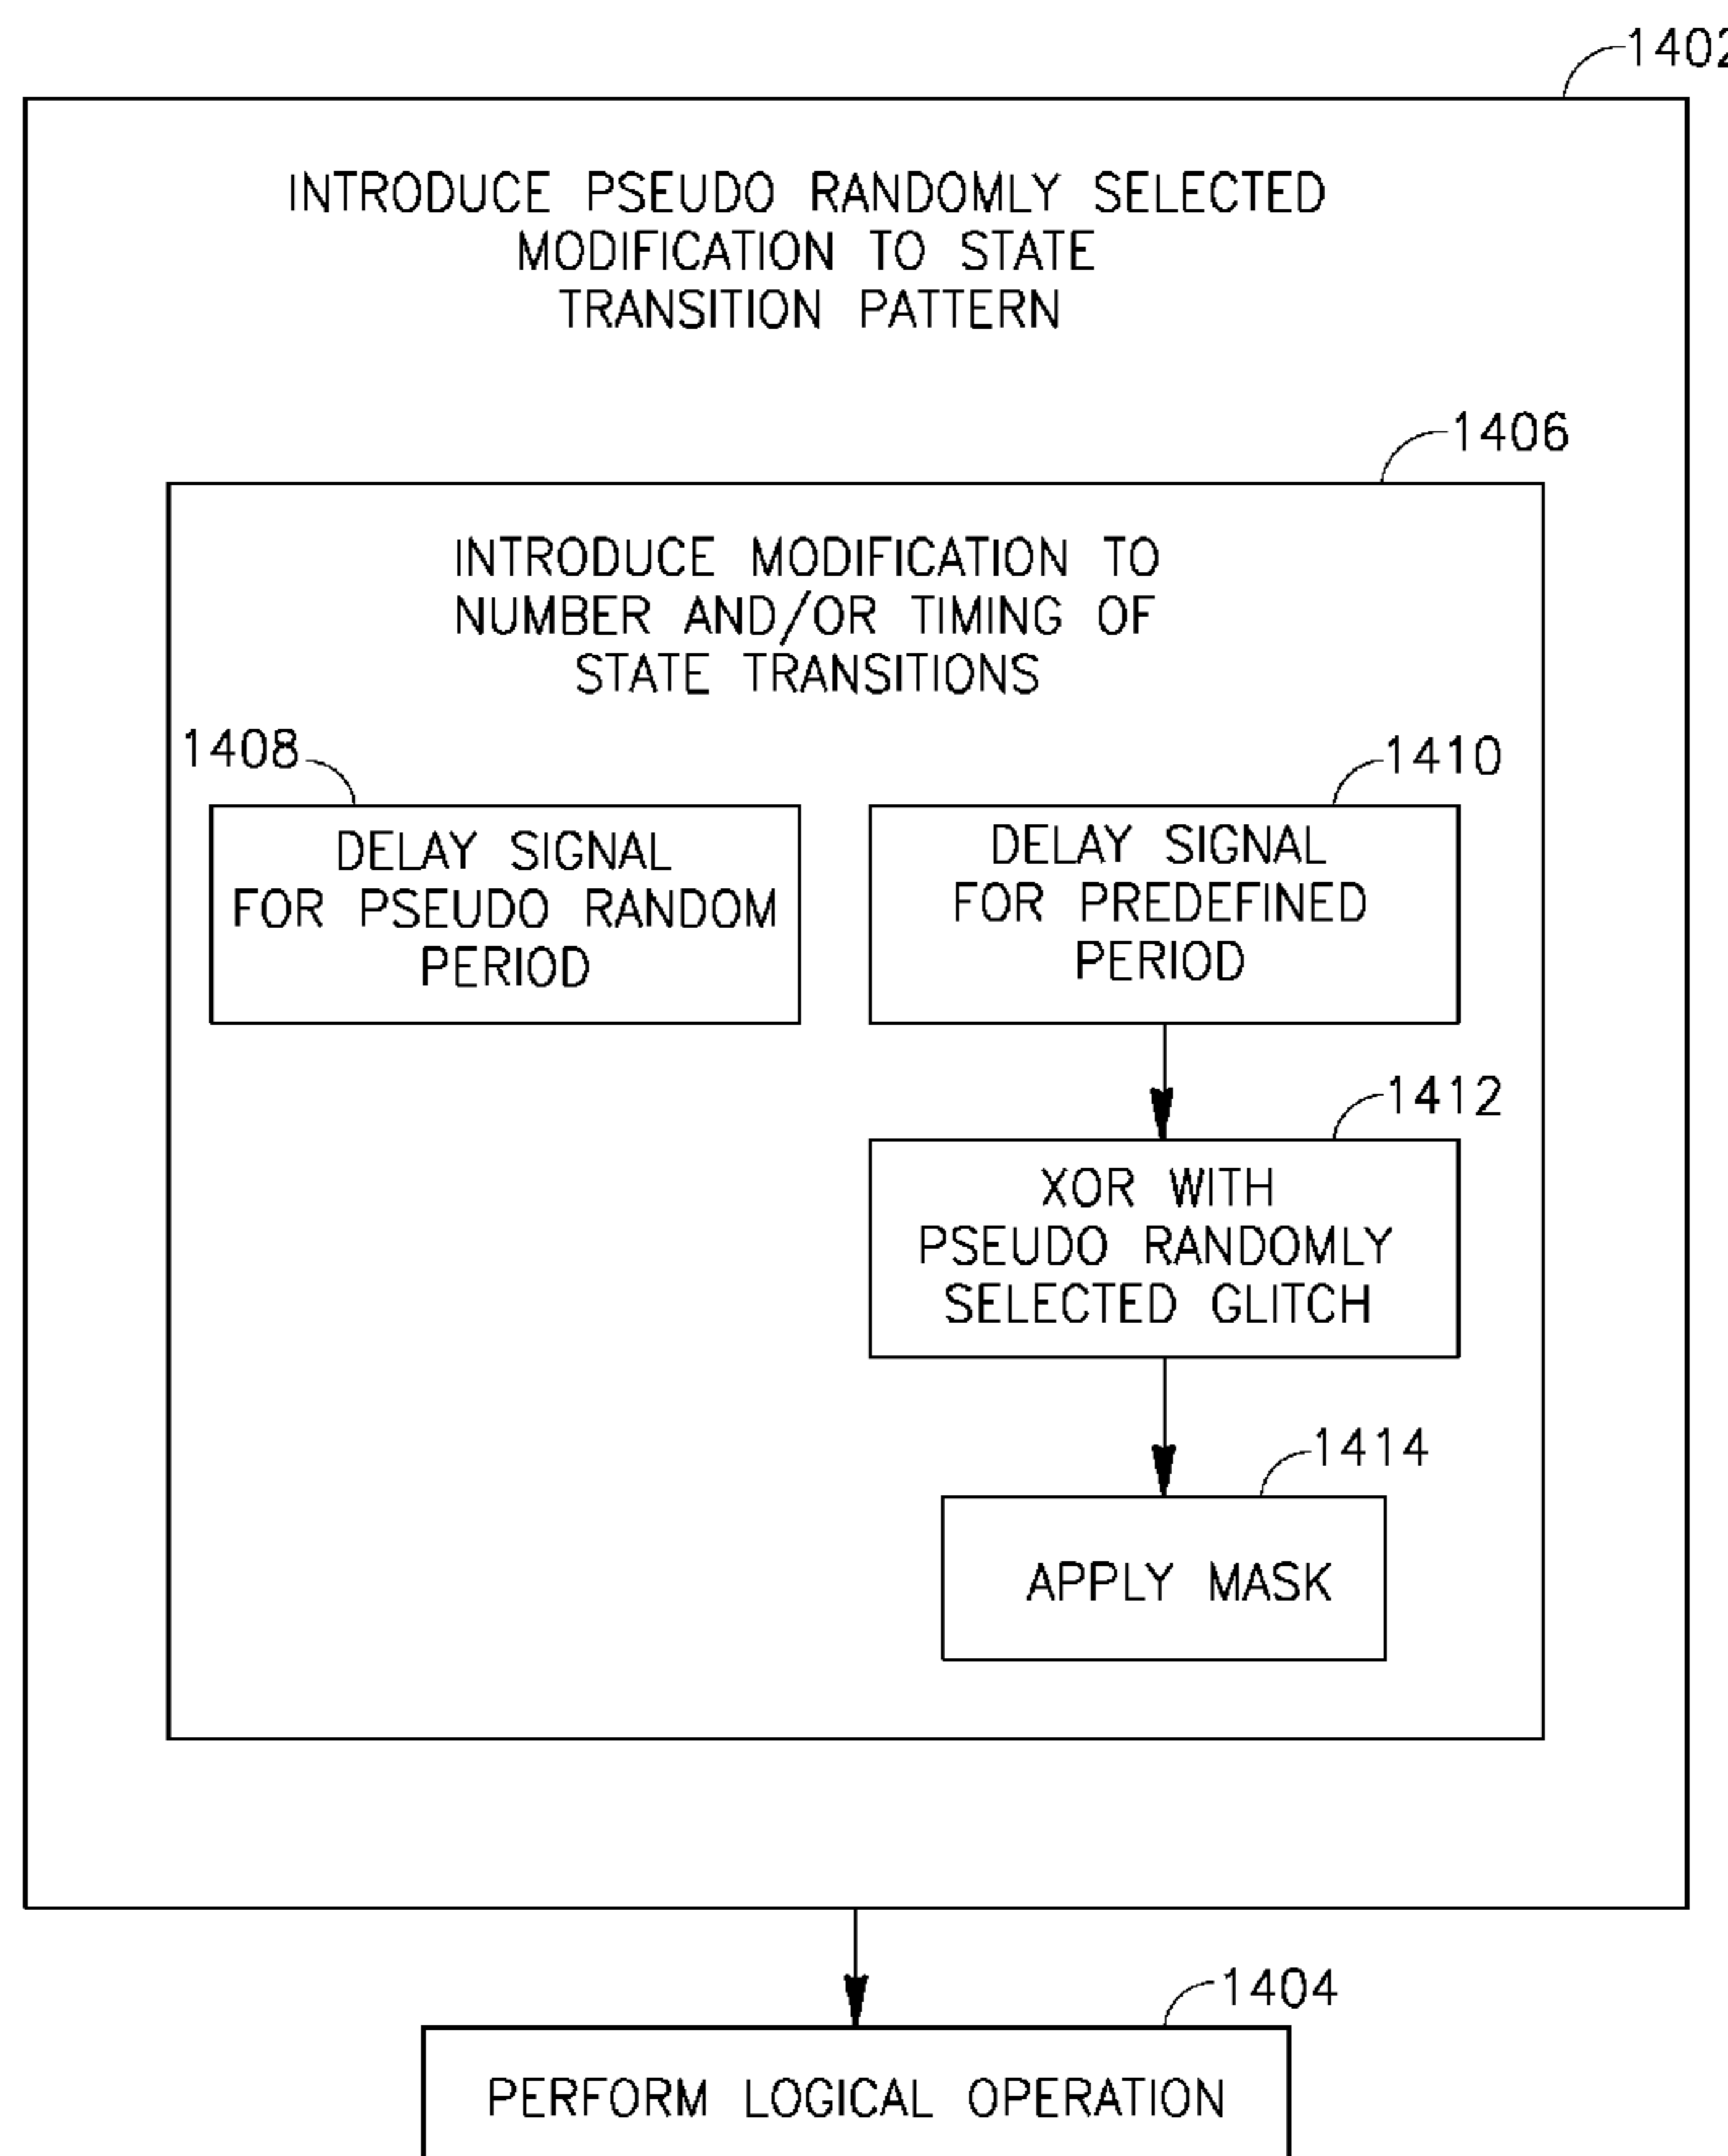 1402
INTRODUCE PSEUDO RANDOMLY SELECTED
MODIFICATION TO STATE
TRANSITION PATTERN
1406
INTRODUCE MODIFICATION TO
NUMBER AND/OR TIMING OF
STATE TRANSITIONS
1408
DELAY SIGNAL
FOR PSEUDO RANDOM
PERIOD
1410
DELAY SIGNAL
FOR PREDEFINED
PERIOD
1412
XOR WITH
PSEUDO RANDOMLY
SELECTED GLITCH
1414
APPLY MASK
1404
PERFORM LOGICAL OPERATION